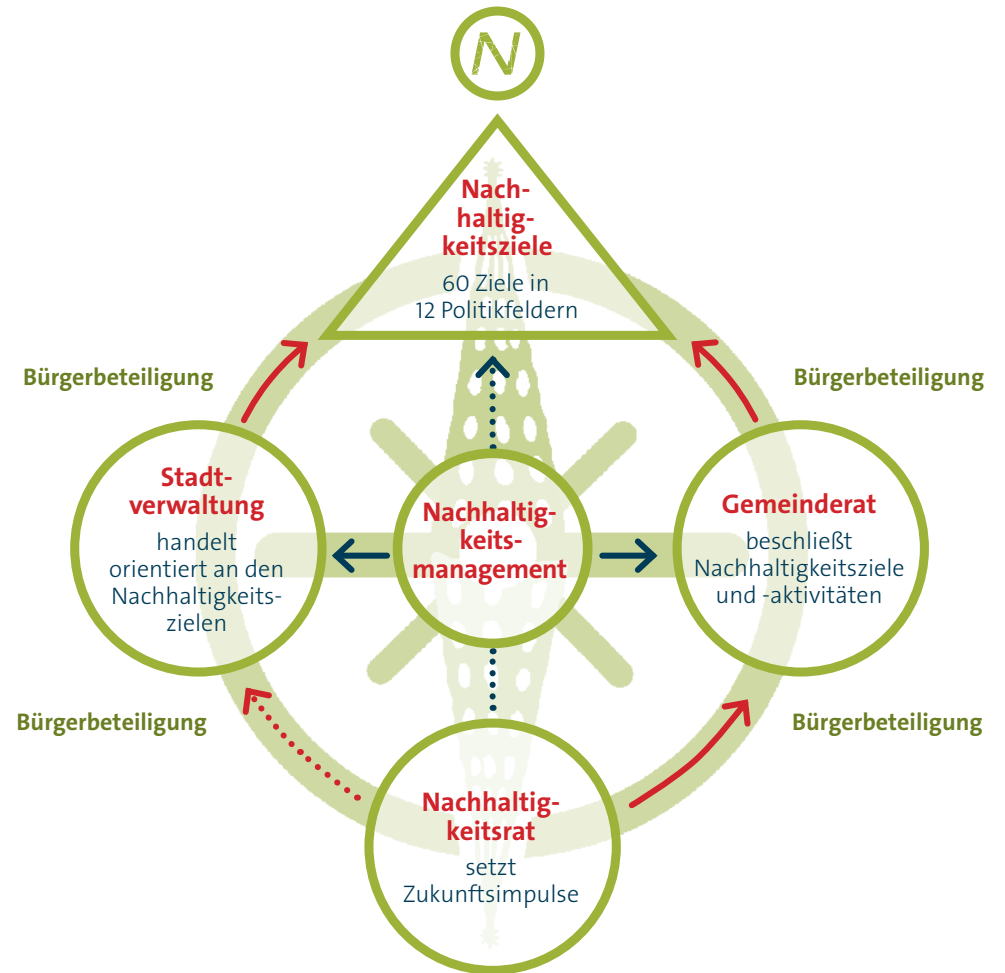 N
Nach-
haltig-
keitsziele
60 Ziele in
12 Politikfeldern
Bürgerbeteiligung
Bürgerbeteiligung
Stadt-
verwaltung
handelt
orientiert an den
Nachhaltigkeits-
zielen
Nachhaltig-
keits-
management
Gemeinderat
beschließt
Nachhaltigkeitsziele
und -aktivitäten
Bürgerbeteiligung
Bürgerbeteiligung
Nachhaltig-
keitsrat
setzt
Zukunftsimpulse